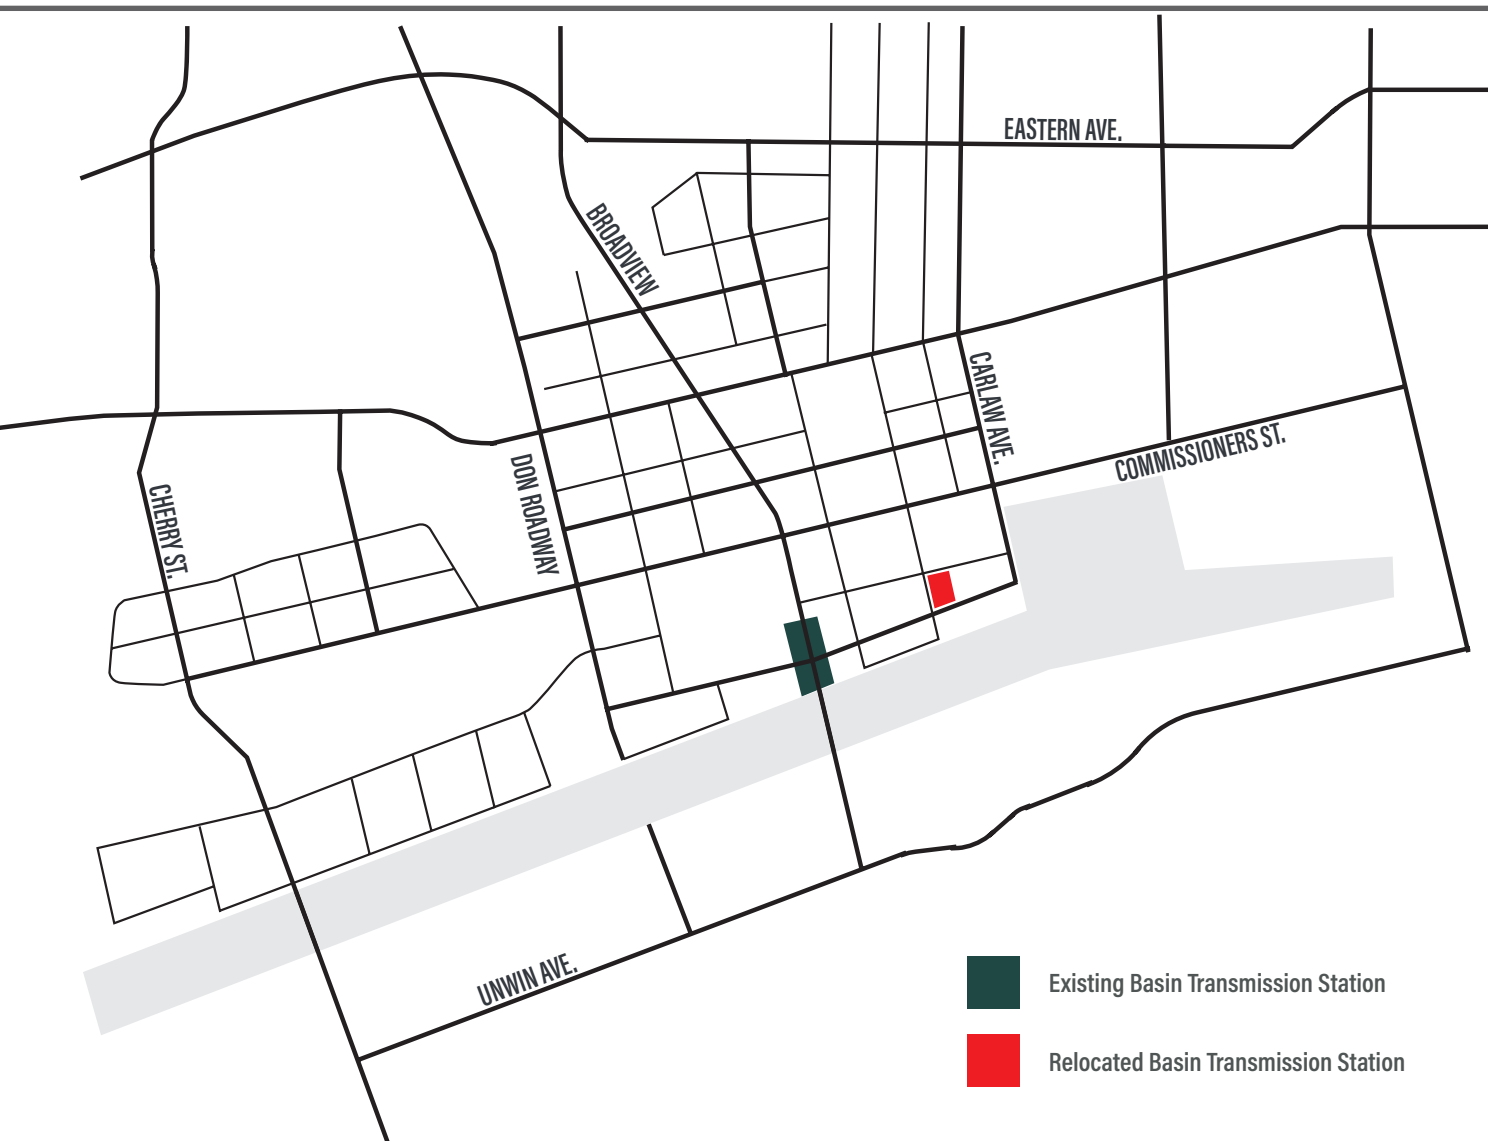 EASTERN AVE.
BROADVIEW
CARLAW AVE.
COMMISSIONERS ST.
DON ROADWAY
CHERRY ST.
UNWIN AVE.
Existing Basin Transmission Station
Relocated Basin Transmission Station